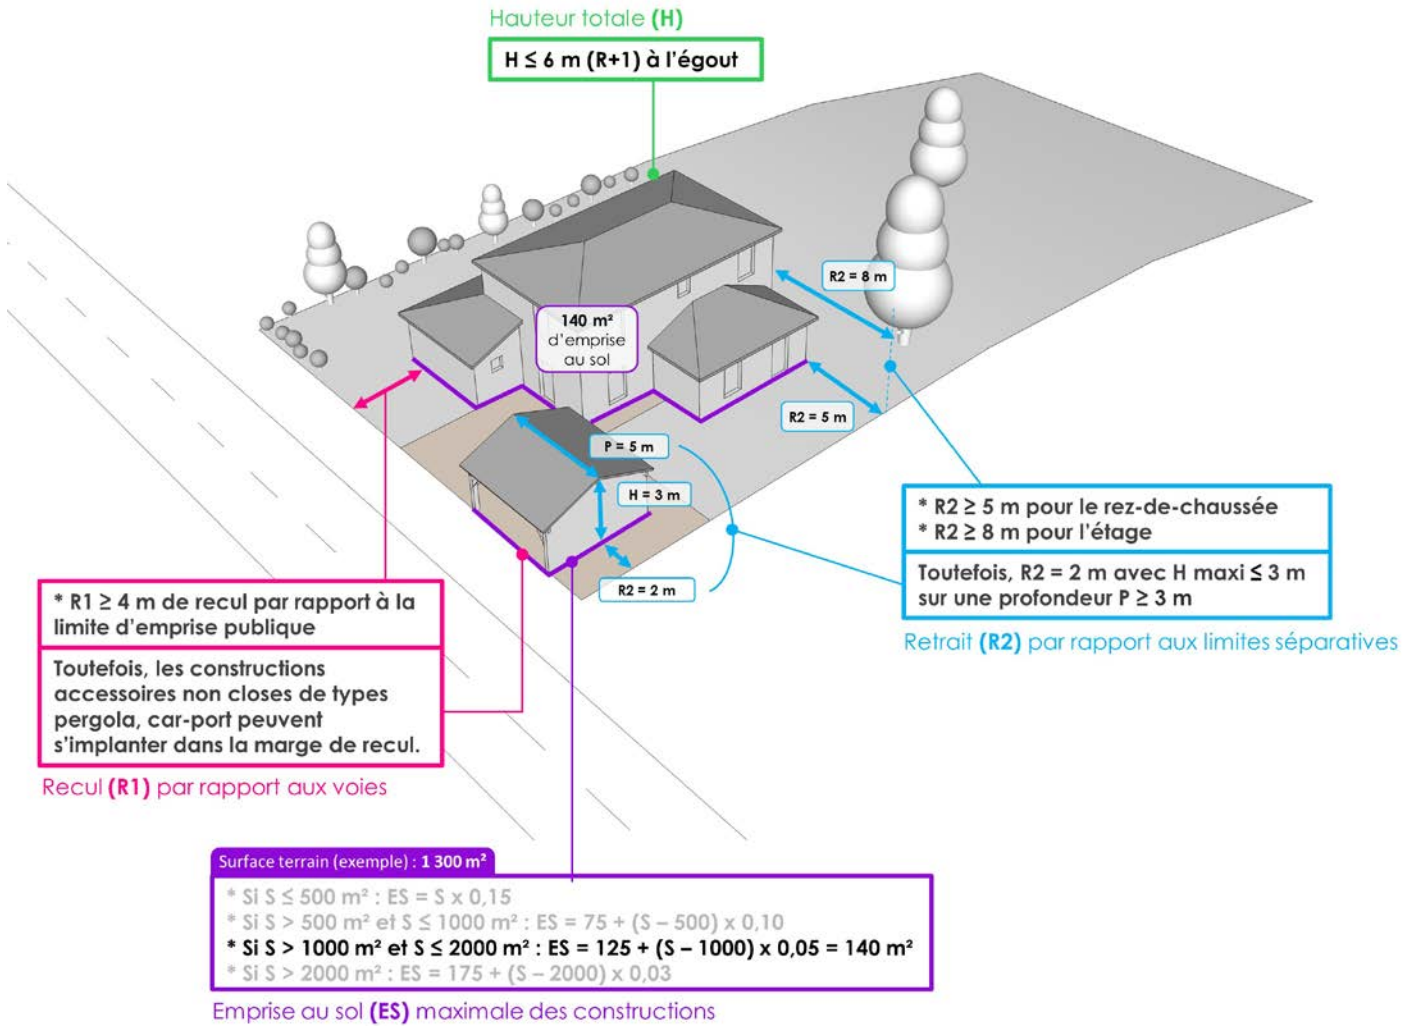 Hauteur totale (H)
H ≤ 6 m (R+1) à l'égout
R2 = 8 m
140 m²
d'emprise
au sol
R2 = 5 m
P = 5 m
H = 3 m
R2 = 2 m
* R2 ≥ 5 m pour le rez-de-chaussée
* R2 ≥ 8 m pour l'étage
Toutefois, R2 = 2 m avec H maxi ≤ 3 m
sur une profondeur P ≥ 3 m
Retrait (R2) par rapport aux limites séparatives
* R1 ≥ 4 m de recul par rapport à la
limite d'emprise publique
Toutefois, les constructions
accessoires non closes de types
pergola, car-port peuvent
s'implanter dans la marge de recul.
Recul (R1) par rapport aux voies
Surface terrain (exemple) : 1 300 m²
* Si S ≤ 500 m² : ES = S x 0,15
* Si S > 500 m² et S ≤ 1000 m² : ES = 75 + (S – 500) x 0,10
* Si S > 1000 m² et S ≤ 2000 m² : ES = 125 + (S – 1000) x 0,05 = 140 m²
* Si S > 2000 m² : ES = 175 + (S – 2000) x 0,03
Emprise au sol (ES) maximale des constructions